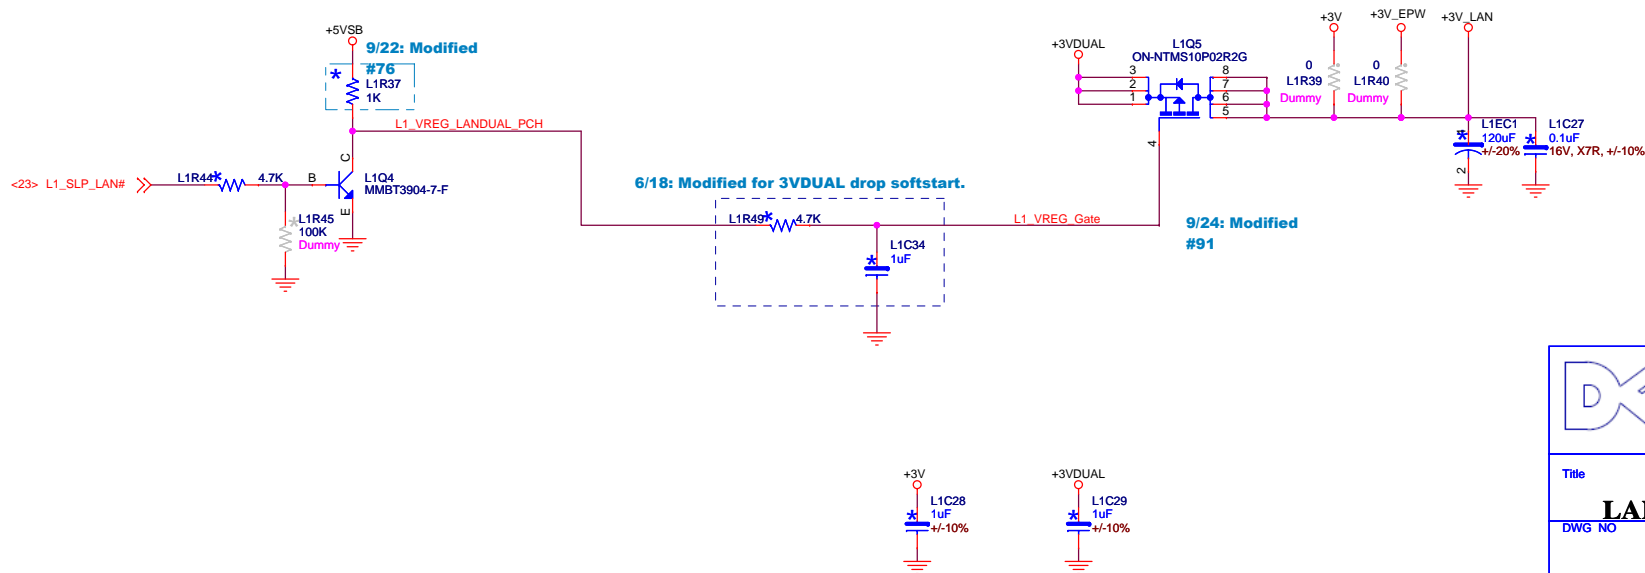 +5VSB
9/22: Modified
#76
*
L1R37
1K
L1_VREG_LANDUAL_PCH
<23> L1_SLP_LAN#
L1R44*
4.7K
B
C
E
L1Q4
MMBT3904-7-F
*
L1R45
100K
Dummy
6/18: Modified for 3VDUAL drop softstart.
L1R49*
4.7K
L1C34
*
1uF
L1_VREG_Gate
9/24: Modified
#91
+3VDUAL
L1Q5
ON-NTMS10P02R2G
3
2
1
8
7
6
5
4
+3V
+3V_EPW
+3V_LAN
0
L1R39
Dummy
0
L1R40
Dummy
L1EC1
*
120uF
+/-20%
2
L1C27
*
0.1uF
16V, X7R, +/-10%
+3V
L1C28
*
1uF
+/-10%
+3VDUAL
L1C29
*
1uF
+/-10%
Title
DWG NO